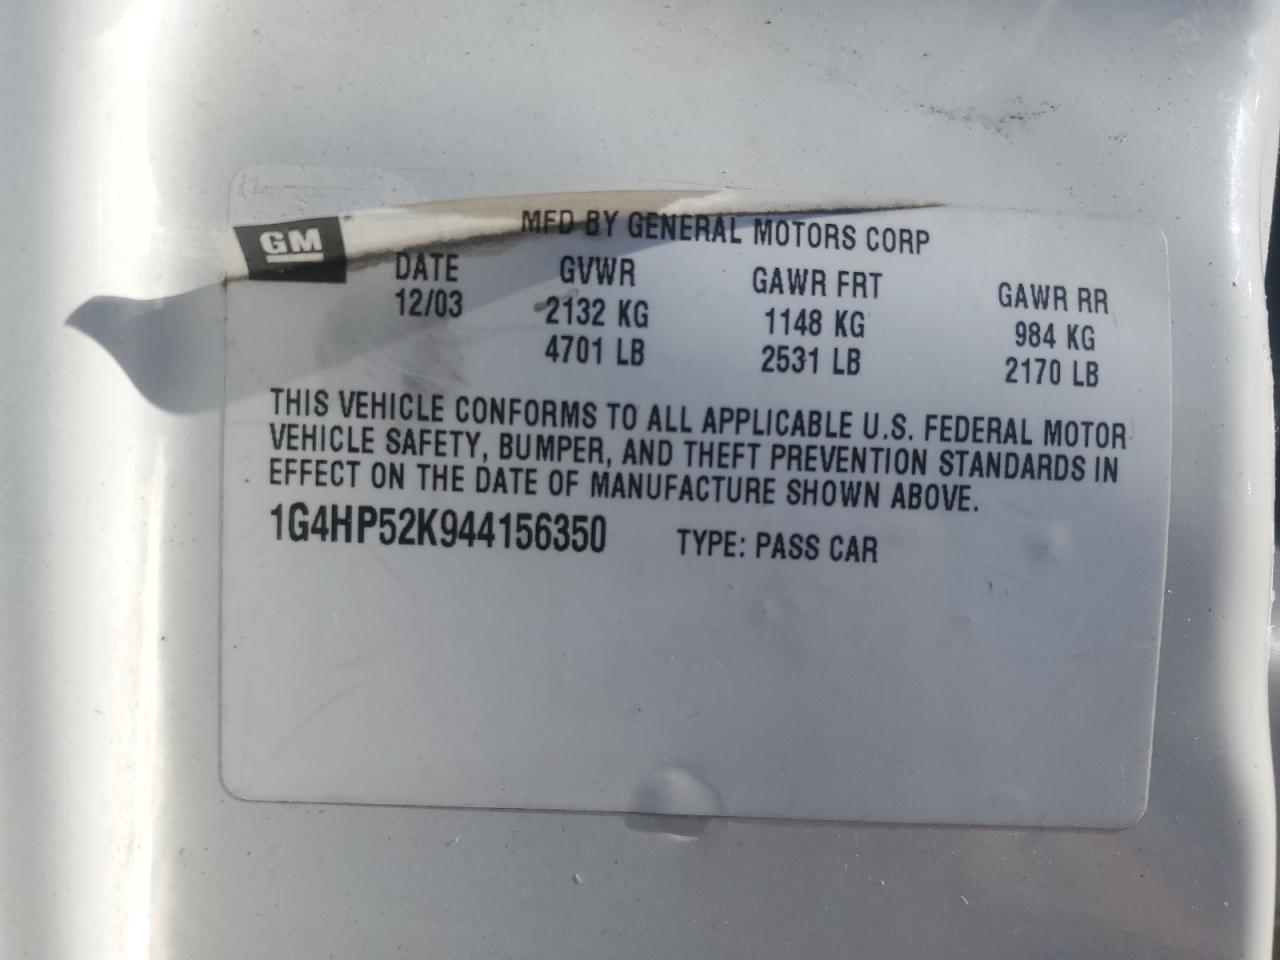 GM
MFD BY GENERAL MOTORS CORP
DATE GVWR GAWR FRT GAWR RR
12/03 2132 KG 1148 KG 984 KG
4701 LB 2531 LB 2170 LB
THIS VEHICLE CONFORMS TO ALL APPLICABLE U.S. FEDERAL MOTOR
VEHICLE SAFETY, BUMPER, AND THEFT PREVENTION STANDARDS IN
EFFECT ON THE DATE OF MANUFACTURE SHOWN ABOVE.
1G4HP52K944156350 TYPE: PASS CAR